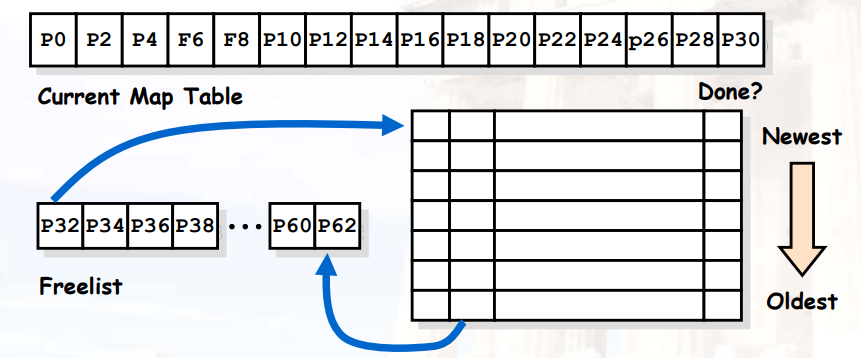 P0 P2 P4 F6 F8 P10 P12 P14 P16 P18 P20 P22 P24 p26 P28 P30
Current Map Table
Done?
Newest
P32 P34 P36 P38 ... P60 P62
Freelist
Oldest